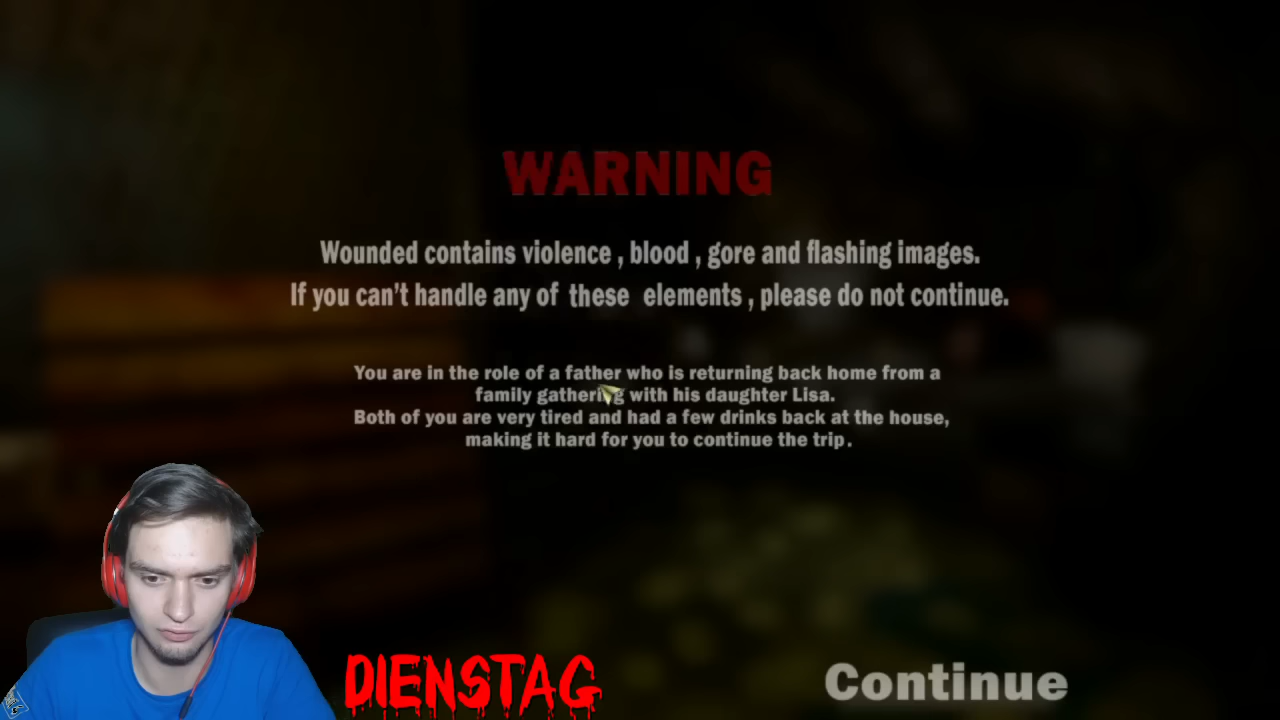 WARNING
Wounded contains violence , blood , gore and flashing images.
If you can't handle any of these elements , please do not continue.
You are in the role of a father who is returning back home from a
family gathering with his daughter Lisa.
Both of you are very tired and had a few drinks back at the house,
making it hard for you to continue the trip.
DIENSTAG
Continue